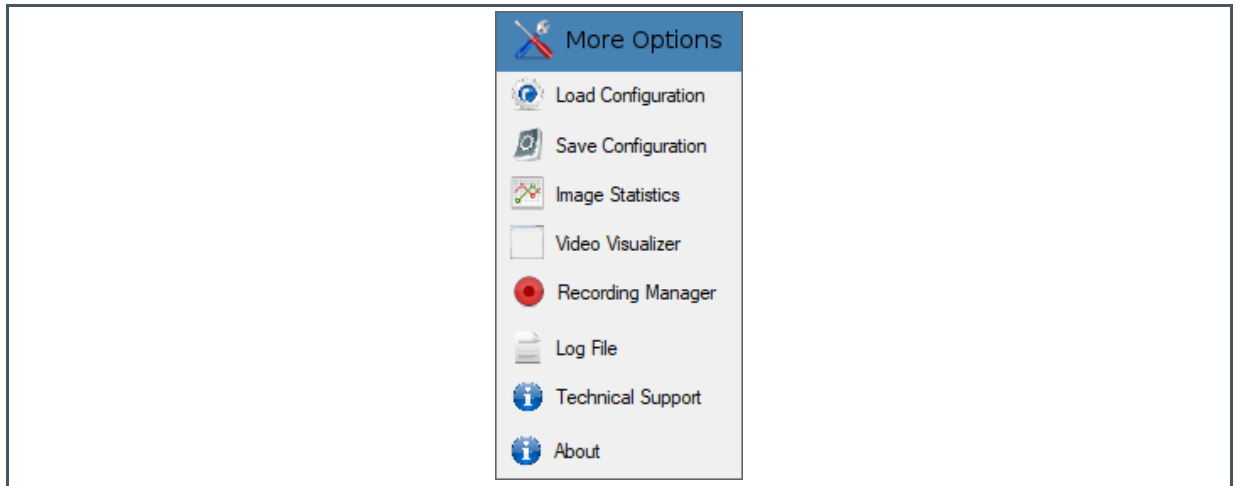 More Options
Load Configuration
Save Configuration
Image Statistics
Video Visualizer
Recording Manager
Log File
Technical Support
About